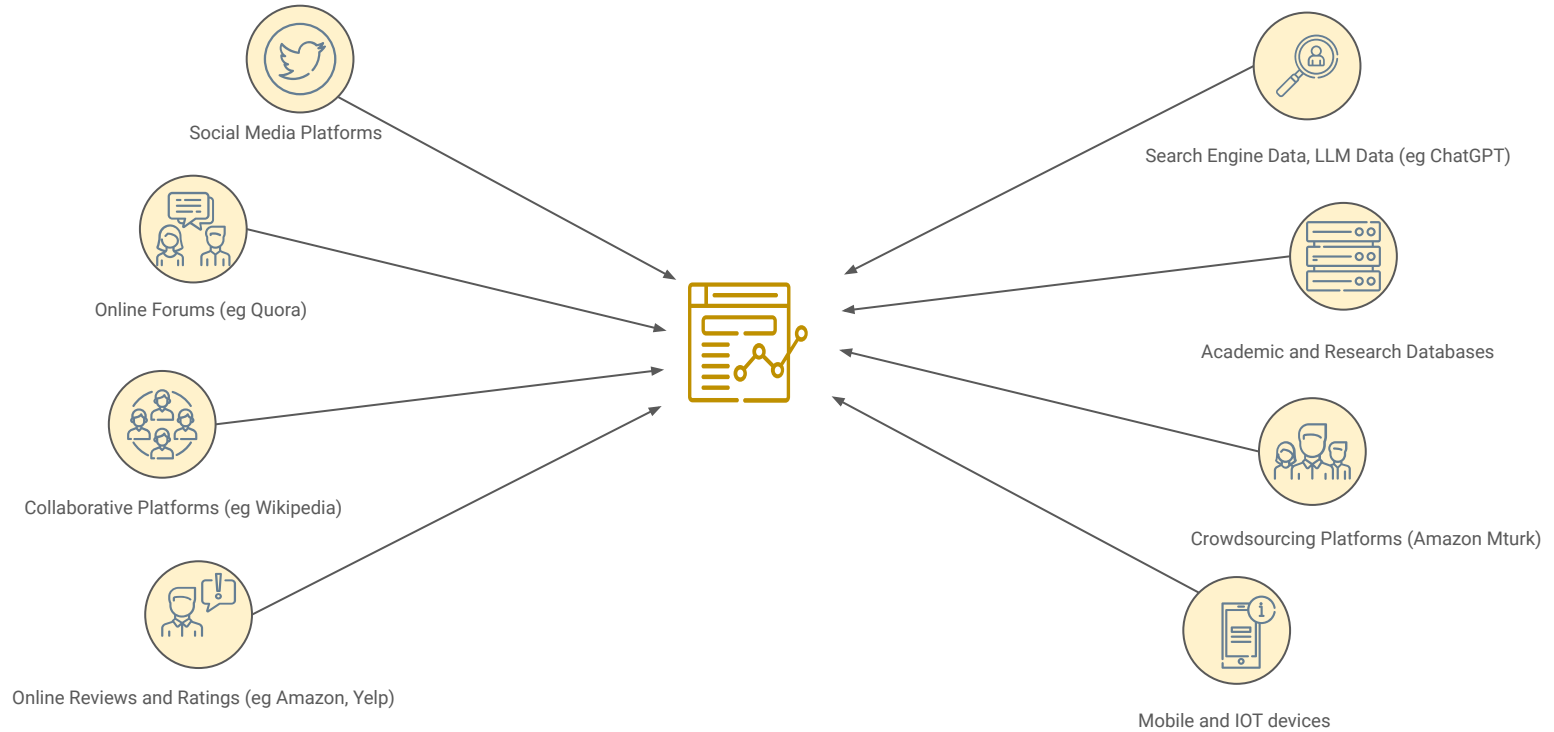 Social Media Platforms
Online Forums (eg Quora)
Collaborative Platforms (eg Wikipedia)
Online Reviews and Ratings (eg Amazon, Yelp)
Search Engine Data, LLM Data (eg ChatGPT)
Academic and Research Databases
Crowdsourcing Platforms (Amazon Mturk)
i
Mobile and IOT devices